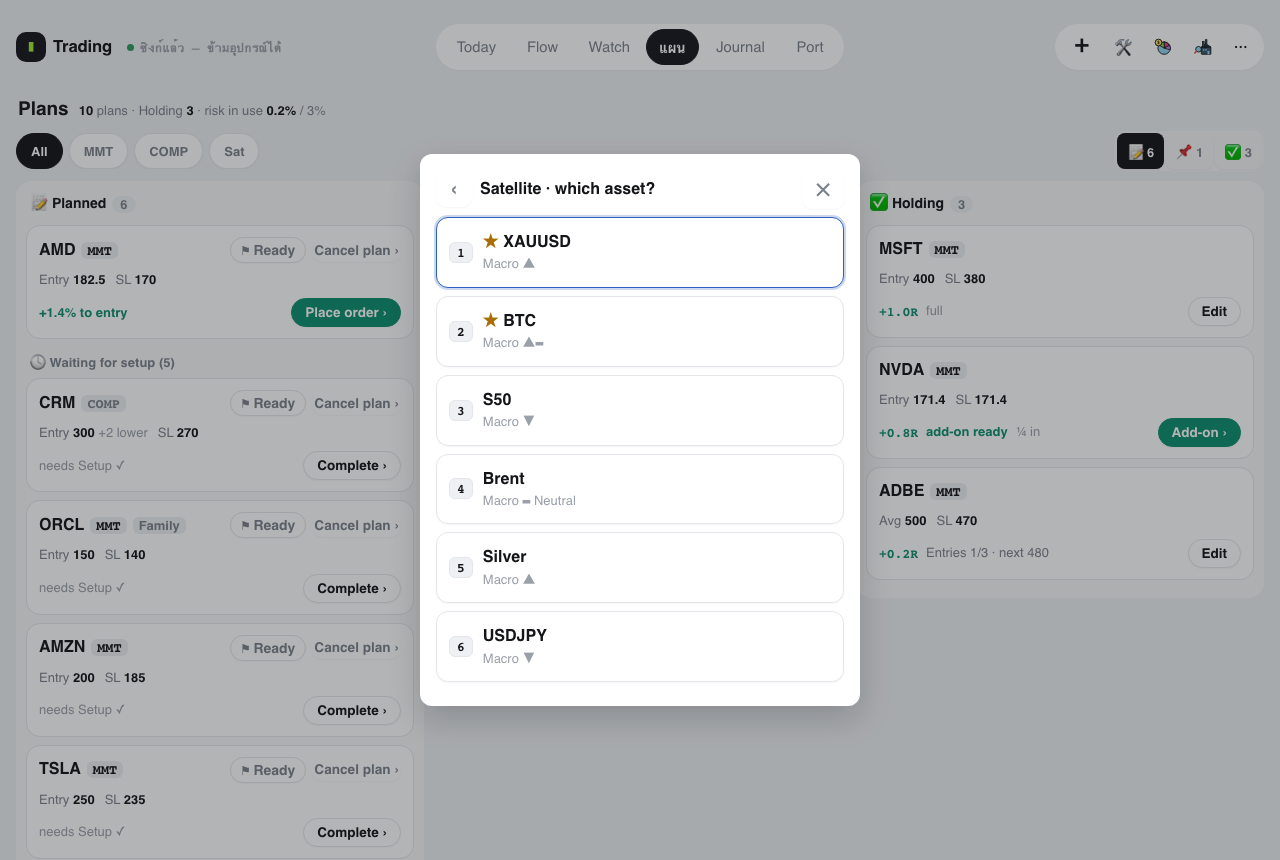 Trading
ซิงก์แล้ว — ข้ามอุปกรณ์ได้
Today Flow Watch แผน Journal Port
Plans 10 plans · Holding 3 · risk in use 0.2% / 3%
All MMT COMP Sat
6 1 3
Planned 6
AMD MMT Ready Cancel plan ›
Entry 182.5 SL 170
+1.4% to entry Place order ›
Waiting for setup (5)
CRM COMP Ready Cancel plan ›
Entry 300 +2 lower SL 270
needs Setup ✓ Complete ›
ORCL MMT Family Ready Cancel plan ›
Entry 150 SL 140
needs Setup ✓ Complete ›
AMZN MMT Ready Cancel plan ›
Entry 200 SL 185
needs Setup ✓ Complete ›
TSLA MMT Ready Cancel plan ›
Entry 250 SL 235
needs Setup ✓ Complete ›
‹ Satellite · which asset? ✕
1 ★ XAUUSD
Macro ▲
2 ★ BTC
Macro ▲▬
3 S50
Macro ▼
4 Brent
Macro ▬ Neutral
5 Silver
Macro ▲
6 USDJPY
Macro ▼
Holding 3
MSFT MMT
Entry 400 SL 380
+1.0R full Edit
NVDA MMT
Entry 171.4 SL 171.4
+0.8R add-on ready ¼ in Add-on ›
ADBE MMT
Avg 500 SL 470
+0.2R Entries 1/3 · next 480 Edit